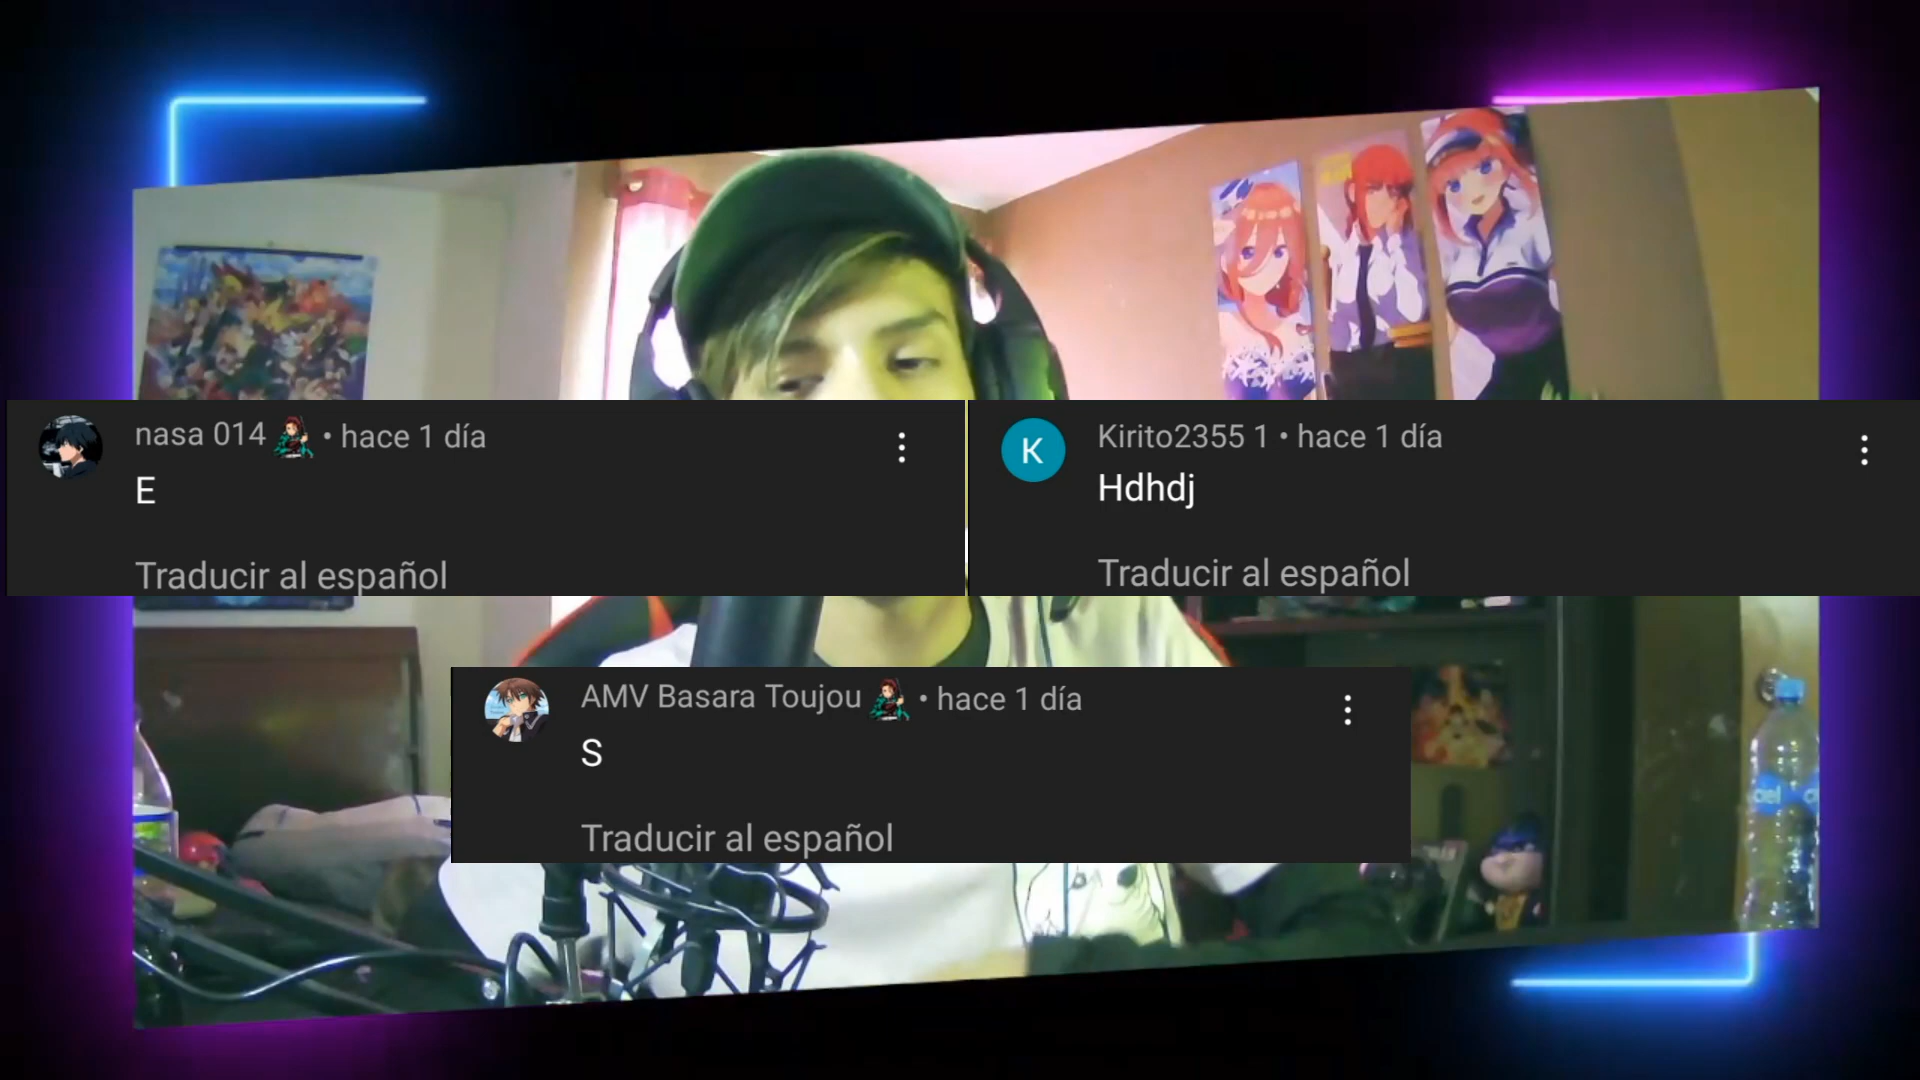 nasa 014 • hace 1 día
E
Traducir al español
K
Kirito2355 1 • hace 1 día
Hdhdj
Traducir al español
AMV Basara Toujou • hace 1 día
S
Traducir al español
ciel